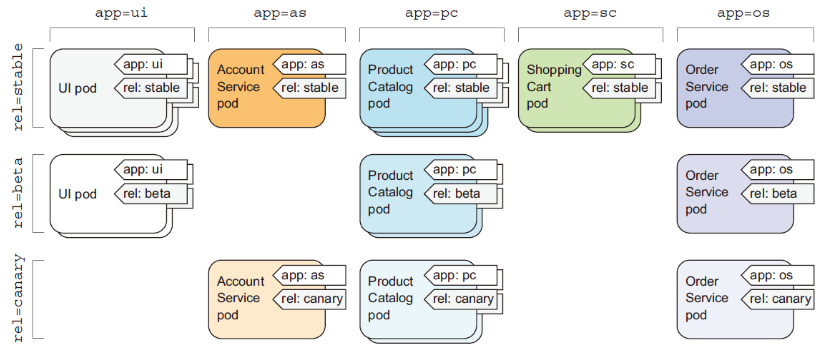 app=ui app=as app=pc app=sc app=os
rel=stable
UI pod
app: ui
rel: stable
Account
Service
pod
app: as
rel: stable
Product
Catalog
pod
app: pc
rel: stable
Shopping
Cart
pod
app: sc
rel: stable
Order
Service
pod
app: os
rel: stable
rel=beta
UI pod
app: ui
rel: beta
Product
Catalog
pod
app: pc
rel: beta
Order
Service
pod
app: os
rel: beta
rel=canary
Account
Service
pod
app: as
rel: canary
Product
Catalog
pod
app: pc
rel: canary
Order
Service
pod
app: os
rel: canary